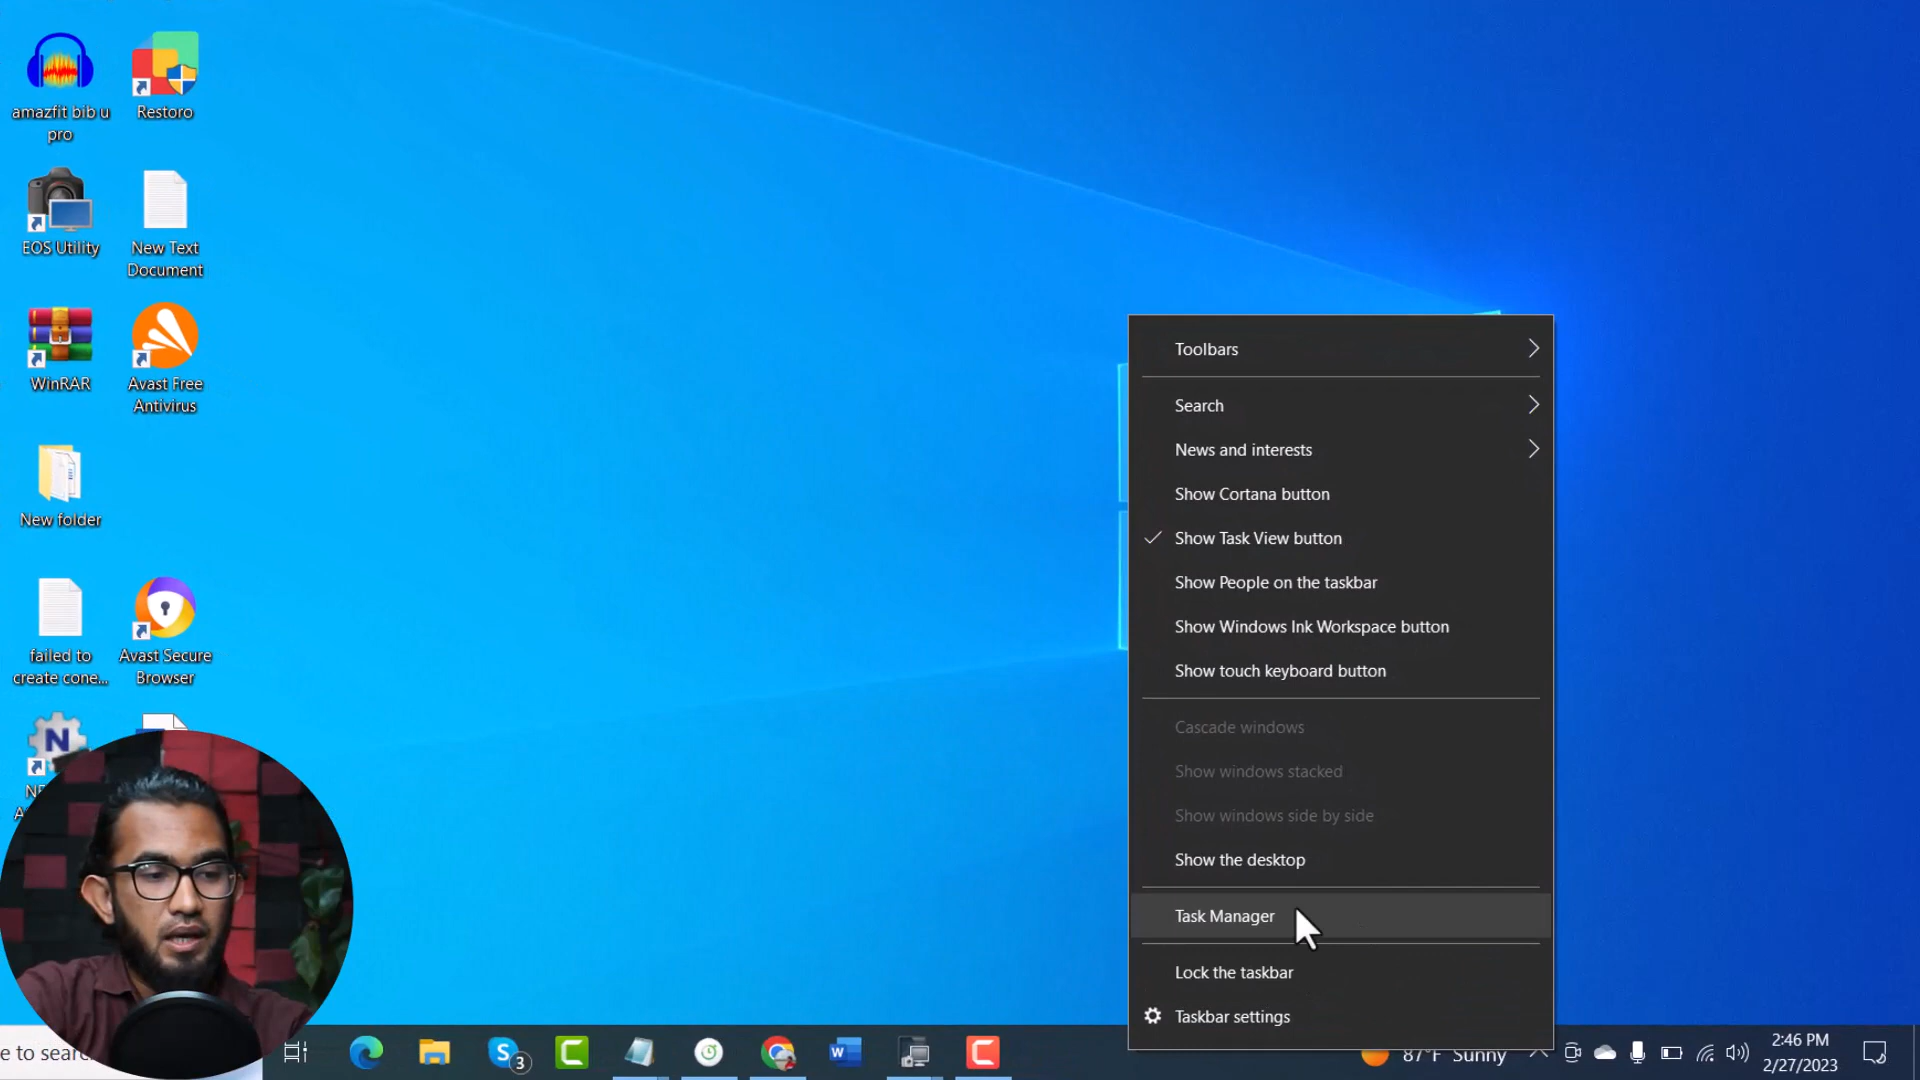 amazfit bib u
pro
Restoro
EOS Utility
New Text
Document
WinRAR
Avast Free
Antivirus
New folder
failed to
create cone...
Avast Secure
Browser
N
Toolbars
Search
News and interests
Show Cortana button
Show Task View button
Show People on the taskbar
Show Windows Ink Workspace button
Show touch keyboard button
Cascade windows
Show windows stacked
Show windows side by side
Show the desktop
Task Manager
Lock the taskbar
Taskbar settings
e to sear
3
W
87°F Sunny
2:46 PM
2/27/2023